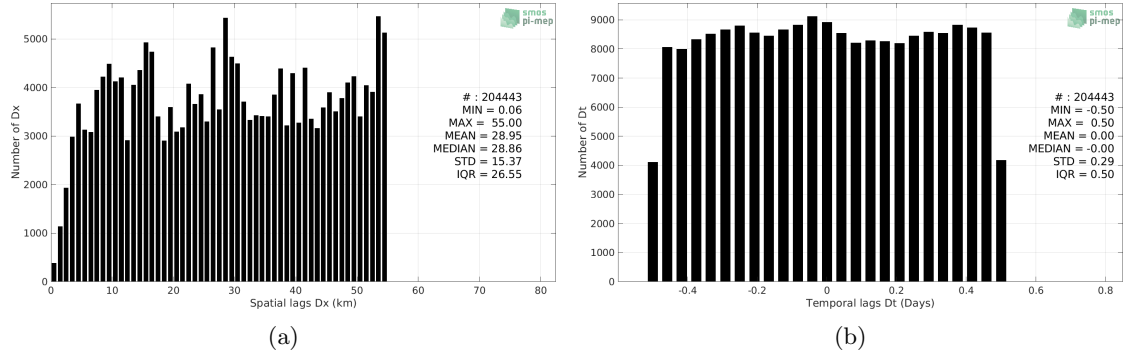 smos
pi-mep
Number of Dx
5000
4000
3000
2000
1000
0
# : 204443
MIN = 0.06
MAX = 55.00
MEAN = 28.95
MEDIAN = 28.86
STD = 15.37
IQR = 26.55
0 10 20 30 40 50 60 70 80
Spatial lags Dx (km)
(a)
smos
pi-mep
Number of Dt
9000
8000
7000
6000
5000
4000
3000
2000
1000
0
# : 204443
MIN = -0.50
MAX = 0.50
MEAN = 0.00
MEDIAN = -0.00
STD = 0.29
IQR = 0.50
-0.4 -0.2 0 0.2 0.4 0.6 0.8
Temporal lags Dt (Days)
(b)